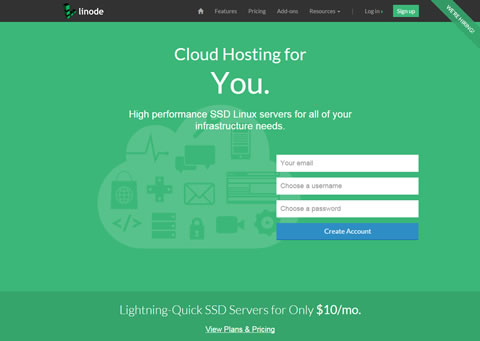 linode
Features
Pricing
Add-ons
Resources
Log in »
Sign up
WE'RE HIRING!
Cloud Hosting for
You.
High performance SSD Linux servers for all of your
infrastructure needs.
Your email
Choose a username
Choose a password
Create Account
Lightning-Quick SSD Servers for Only $10/mo.
View Plans & Pricing